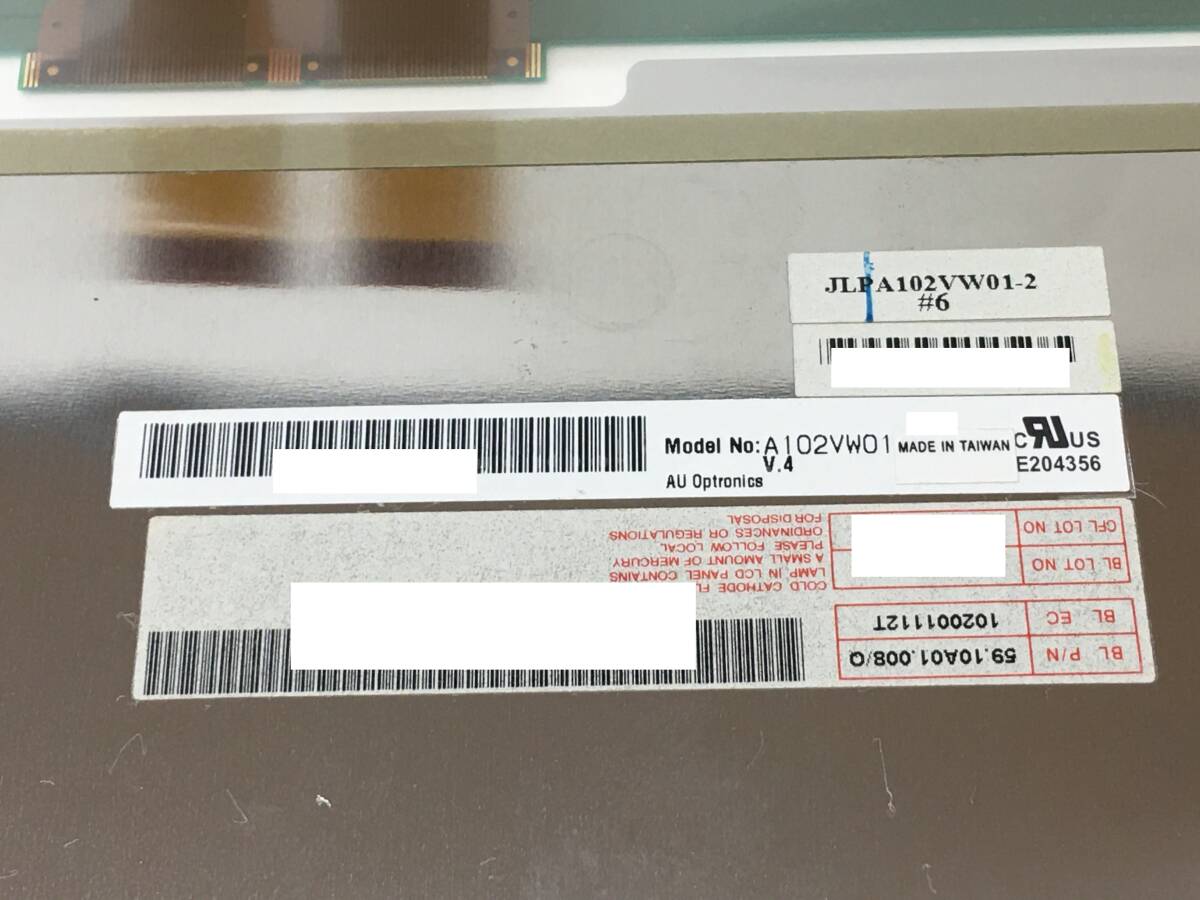 JLPA102VW01-2
#6
Model No: A102VW01
V.4
AU Optronics
MADE IN TAIWAN
C RU US
E204356
BL P/N 59.10A01.008/Q
BL EC 102001112T
BL LOT NO
CFL LOT NO
COLD CATHODE
LAMP IN LCD PANEL CONTAINS
A SMALL AMOUNT OF MERCURY
PLEASE FOLLOW LOCAL
ORDINANCES OR REGULATIONS
FOR DISPOSAL